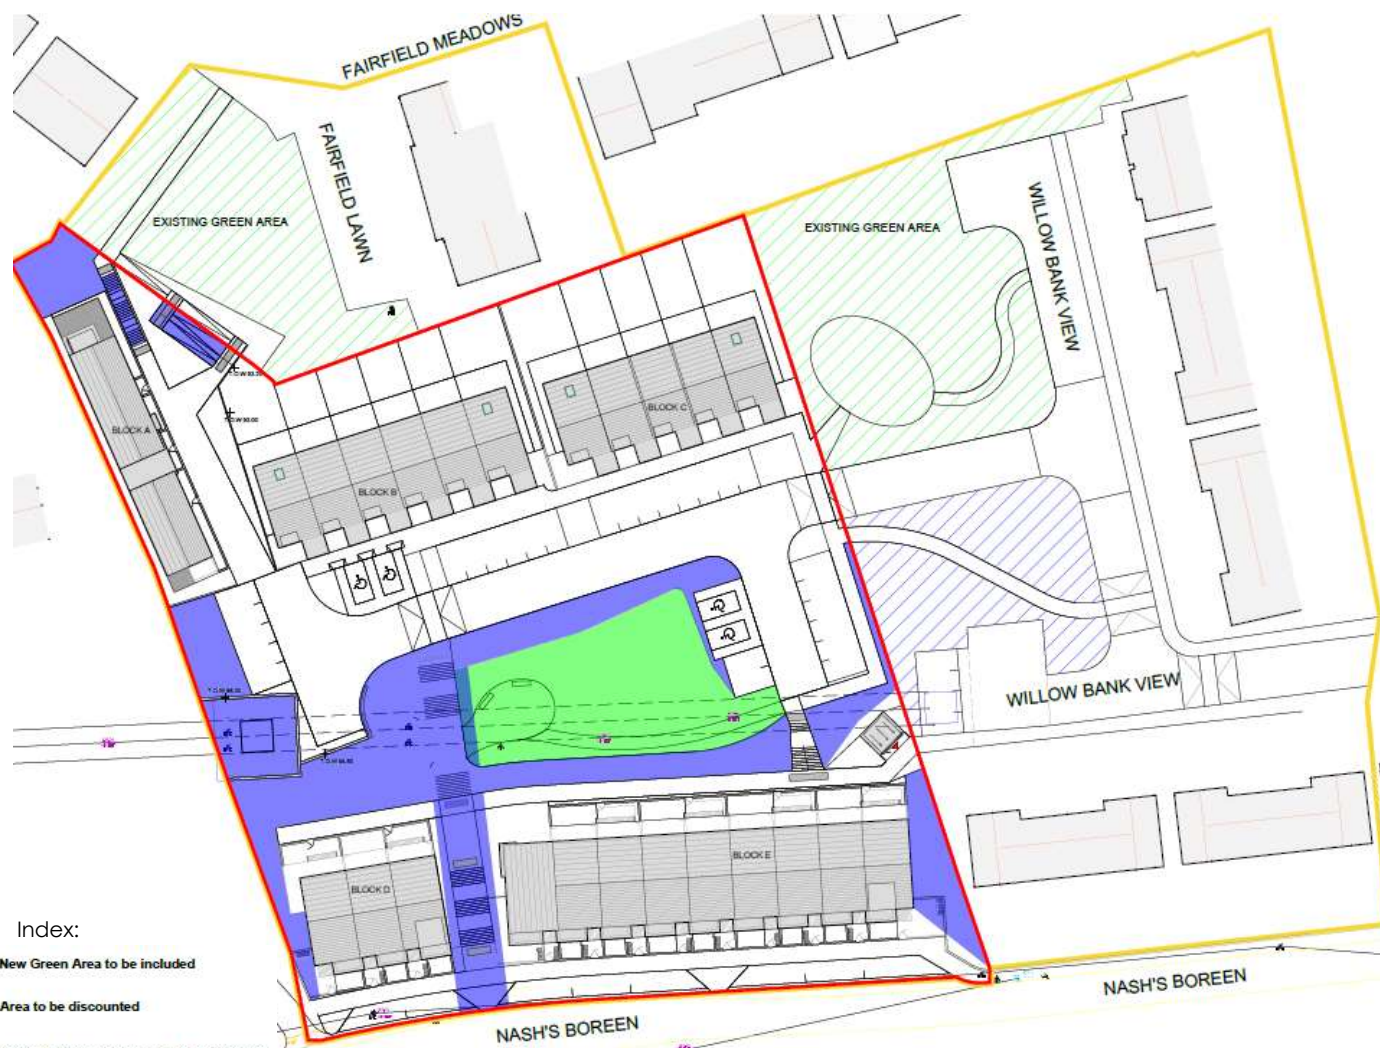 FAIRFIELD MEADOWS
FAIRFIELD LAWN
EXISTING GREEN AREA
EXISTING GREEN AREA
WILLOW BANK VIEW
BLOCK A
BLOCK B
BLOCK C
WILLOW BANK VIEW
BLOCK D
BLOCK E
Index:
New Green Area to be included
Area to be discounted
NASH'S BOREEN
NASH'S BOREEN